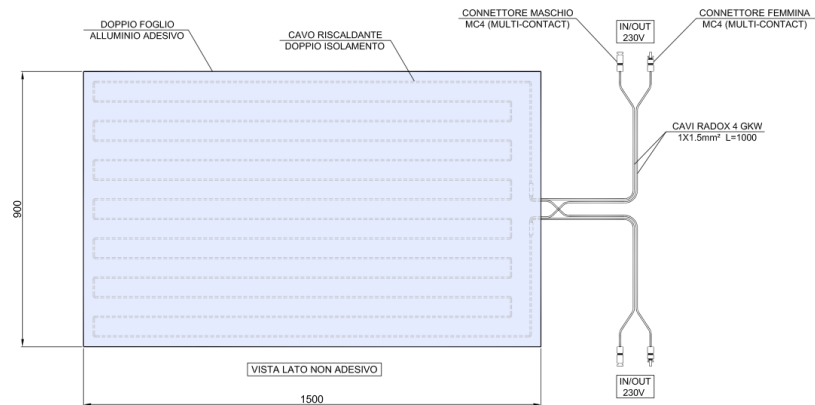 DOPPIO FOGLIO
ALLUMINIO ADESIVO
CAVO RISCALDANTE
DOPPIO ISOLAMENTO
CONNETTORE MASCHIO
MC4 (MULTI-CONTACT)
IN/OUT
230V
CONNETTORE FEMMINA
MC4 (MULTI-CONTACT)
CAVI RADOX 4 GKW
1X1.5mm² L=1000
900
VISTA LATO NON ADESIVO
1500
IN/OUT
230V